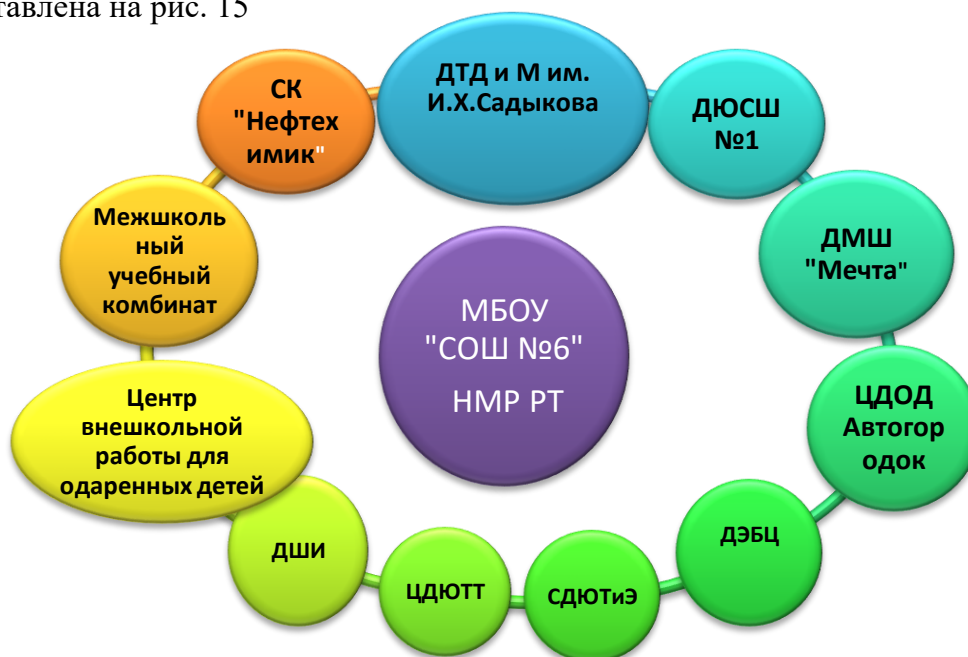 тавлена на рис. 15
ДТД и М им.
И.Х.Садыкова
ДЮСШ
№1
ДМШ
"Мечта"
ЦДОД
Автогор
одок
ДЭБЦ
СДЮТиЭ
ЦДЮТТ
ДШИ
Центр
внешкольной
работы для
одаренных детей
Межшколь
ный
учебный
комбинат
СК
"Нефтех
имик"
МБОУ
"СОШ №6"
НМР РТ